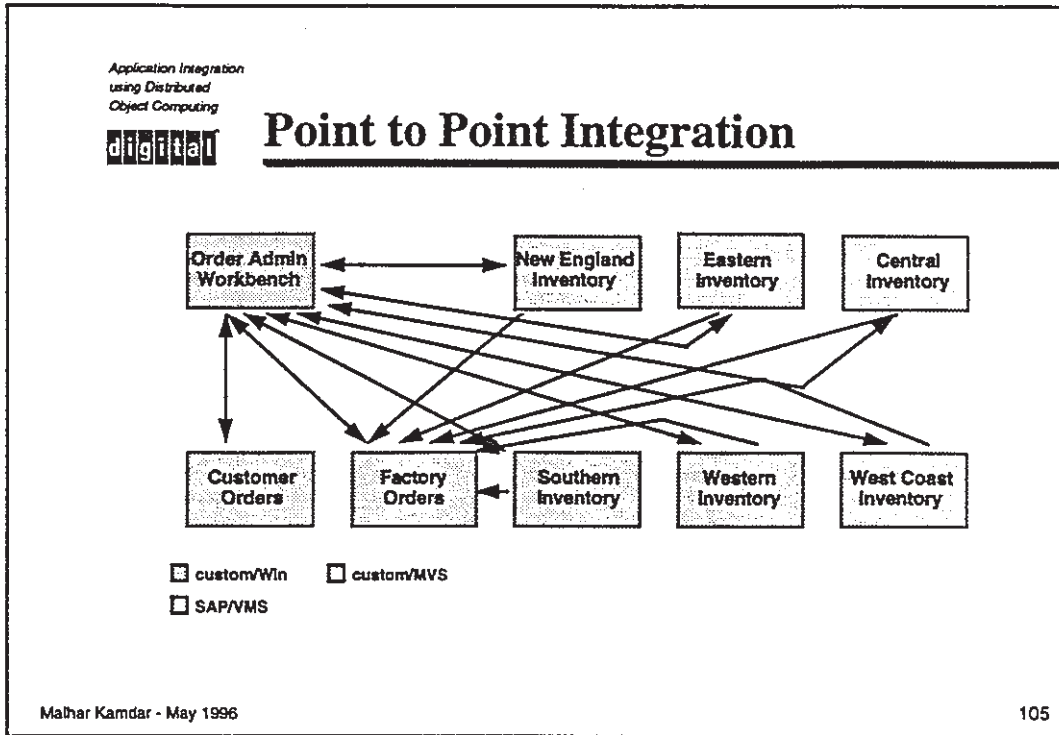 Application Integration
using Distributed
Object Computing
digital
Point to Point Integration
Order Admin
Workbench
New England
Inventory
Eastern
Inventory
Central
Inventory
Customer
Orders
Factory
Orders
Southern
Inventory
Western
Inventory
West Coast
Inventory
custom/Win
custom/MVS
SAP/VMS
Malhar Kamdar - May 1996
105